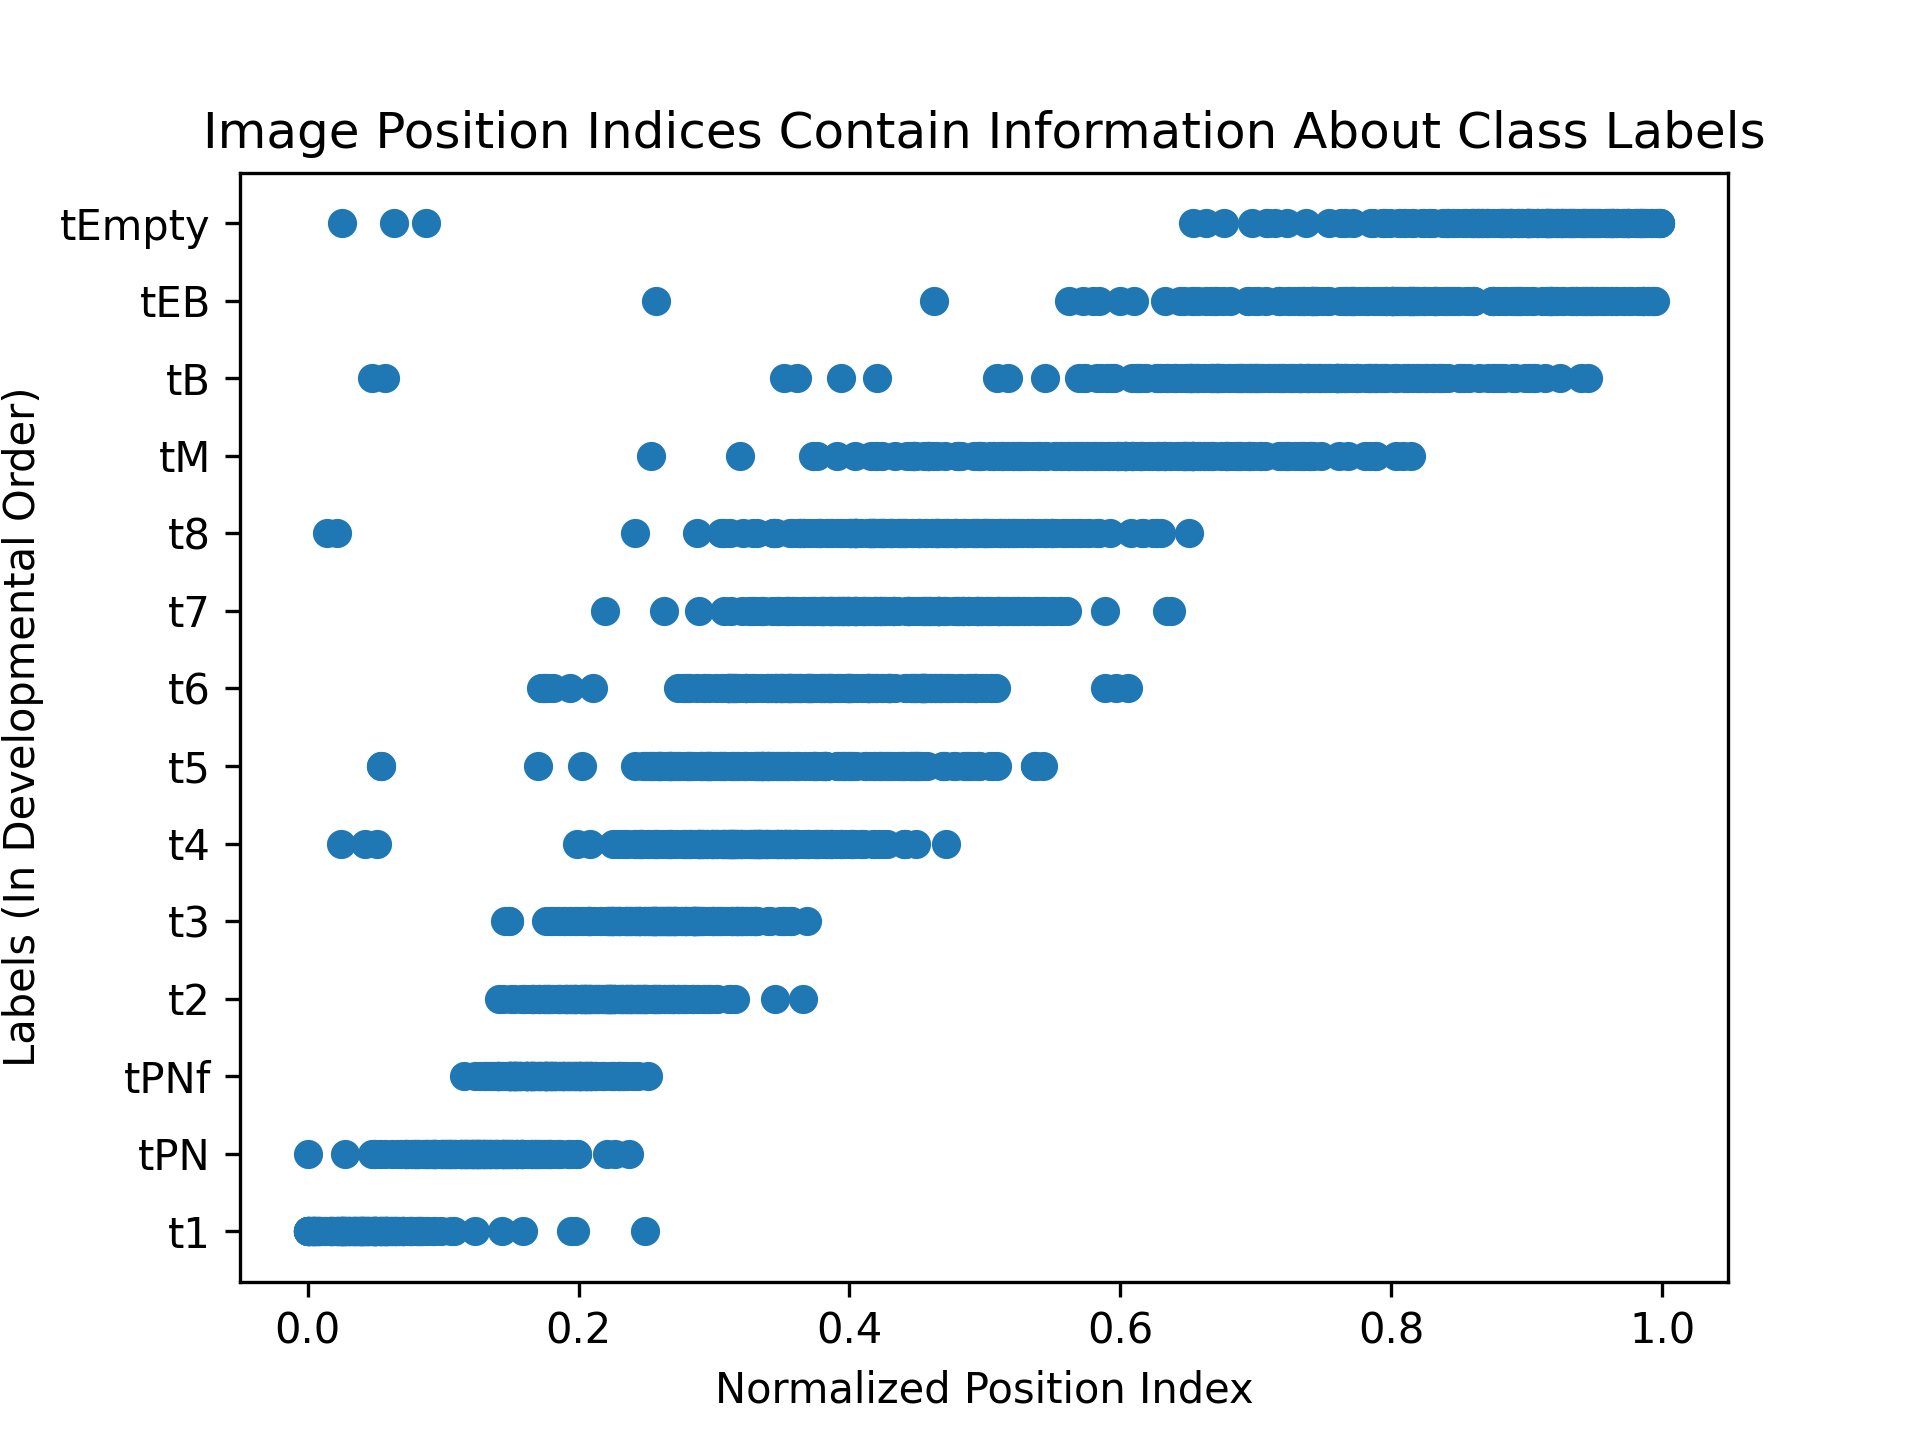 Image Position Indices Contain Information About Class Labels
Labels (In Developmental Order)
tEmpty
tEB
tB
tM
t8
t7
t6
t5
t4
t3
t2
tPNf
tPN
t1
0.0 0.2 0.4 0.6 0.8 1.0
Normalized Position Index